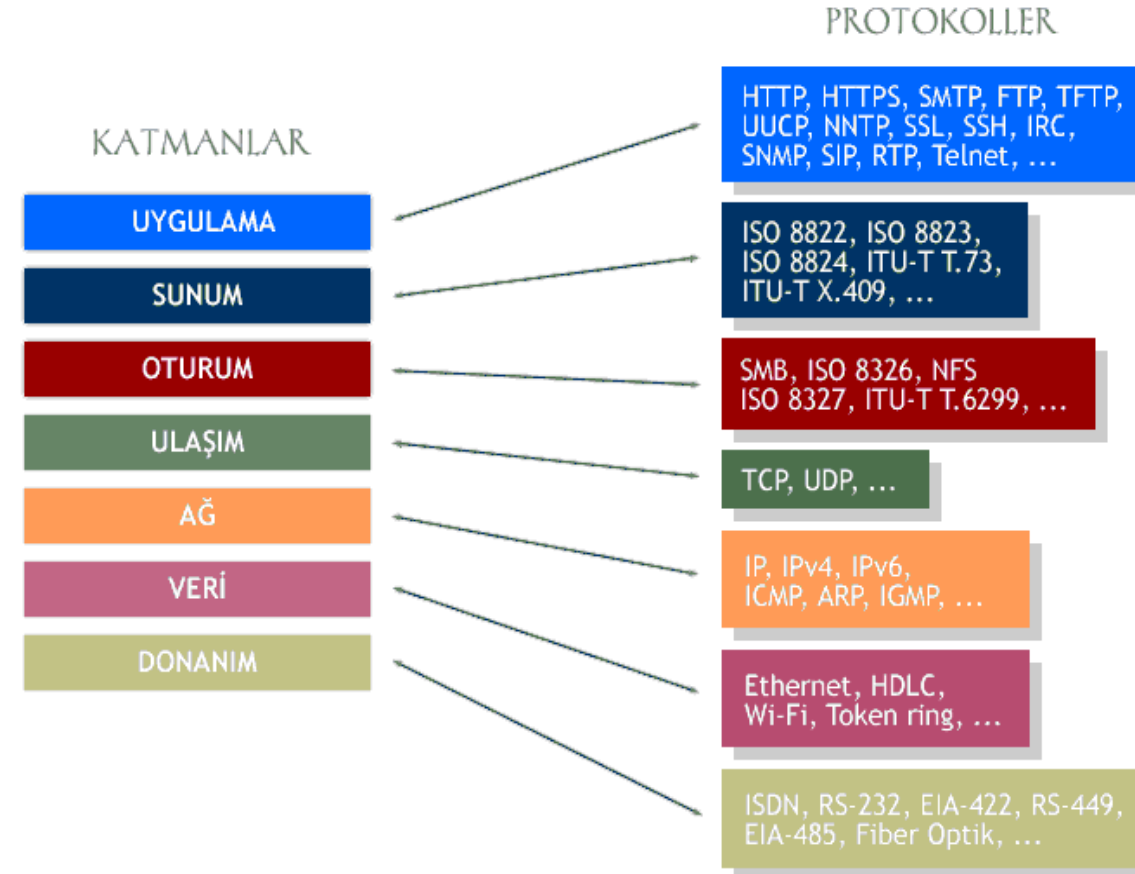 PROTOKOLLER
KATMANLAR
UYGULAMA
SUNUM
OTURUM
ULAŞIM
AĞ
VERİ
DONANIM
HTTP, HTTPS, SMTP, FTP, TFTP,
UUCP, NNTP, SSL, SSH, IRC,
SNMP, SIP, RTP, Telnet, ...
ISO 8822, ISO 8823,
ISO 8824, ITU-T T.73,
ITU-T X.409, ...
SMB, ISO 8326, NFS
ISO 8327, ITU-T T.6299, ...
TCP, UDP, ...
IP, IPv4, IPv6,
ICMP, ARP, IGMP, ...
Ethernet, HDLC,
Wi-Fi, Token ring, ...
ISDN, RS-232, EIA-422, RS-449,
EIA-485, Fiber Optik, ...